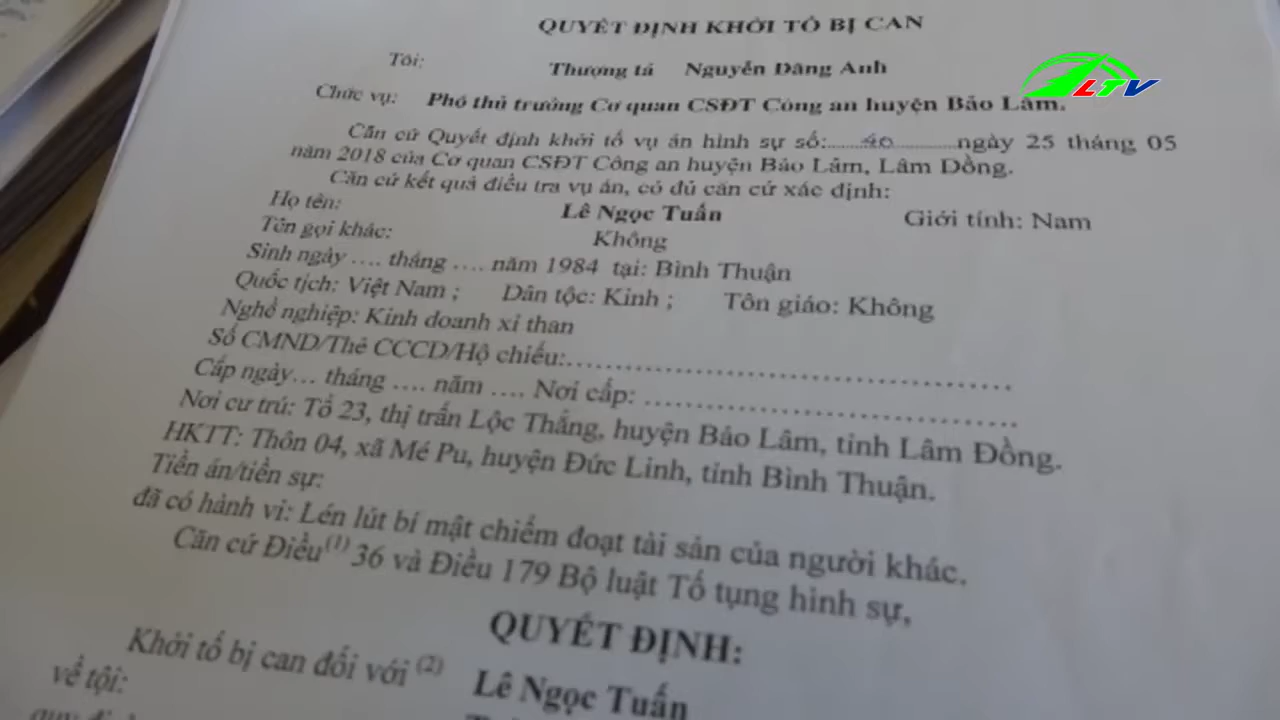 QUYẾT ĐỊNH KHỞI TỐ BỊ CAN
LTV
Tôi: Thượng tá Nguyễn Đăng Anh
Chức vụ: Phó thủ trưởng Cơ quan CSĐT Công an huyện Bảo Lâm.
Căn cứ Quyết định khởi tố vụ án hình sự số:.....40.....ngày 25 tháng 05
năm 2018 của Cơ quan CSĐT Công an huyện Bảo Lâm, Lâm Đồng.
Căn cứ kết quả điều tra vụ án, có đủ căn cứ xác định:
Họ tên: Lê Ngọc Tuấn Giới tính: Nam
Tên gọi khác: Không
Sinh ngày .... tháng .... năm 1984 tại: Bình Thuận
Quốc tịch: Việt Nam ; Dân tộc: Kinh ; Tôn giáo: Không
Nghề nghiệp: Kinh doanh xỉ than
Số CMND/Thẻ CCCD/Hộ chiếu:......................................
Cấp ngày... tháng .... năm .... Nơi cấp: ................................
Nơi cư trú: Tổ 23, thị trấn Lộc Thắng, huyện Bảo Lâm, tỉnh Lâm Đồng.
HKTT: Thôn 04, xã Mé Pu, huyện Đức Linh, tỉnh Bình Thuận.
Tiền án/tiền sự:
đã có hành vi: Lén lút bí mật chiếm đoạt tài sản của người khác.
Căn cứ Điều(1) 36 và Điều 179 Bộ luật Tố tụng hình sự,
QUYẾT ĐỊNH:
Khởi tố bị can đối với (2) Lê Ngọc Tuấn
về tội: